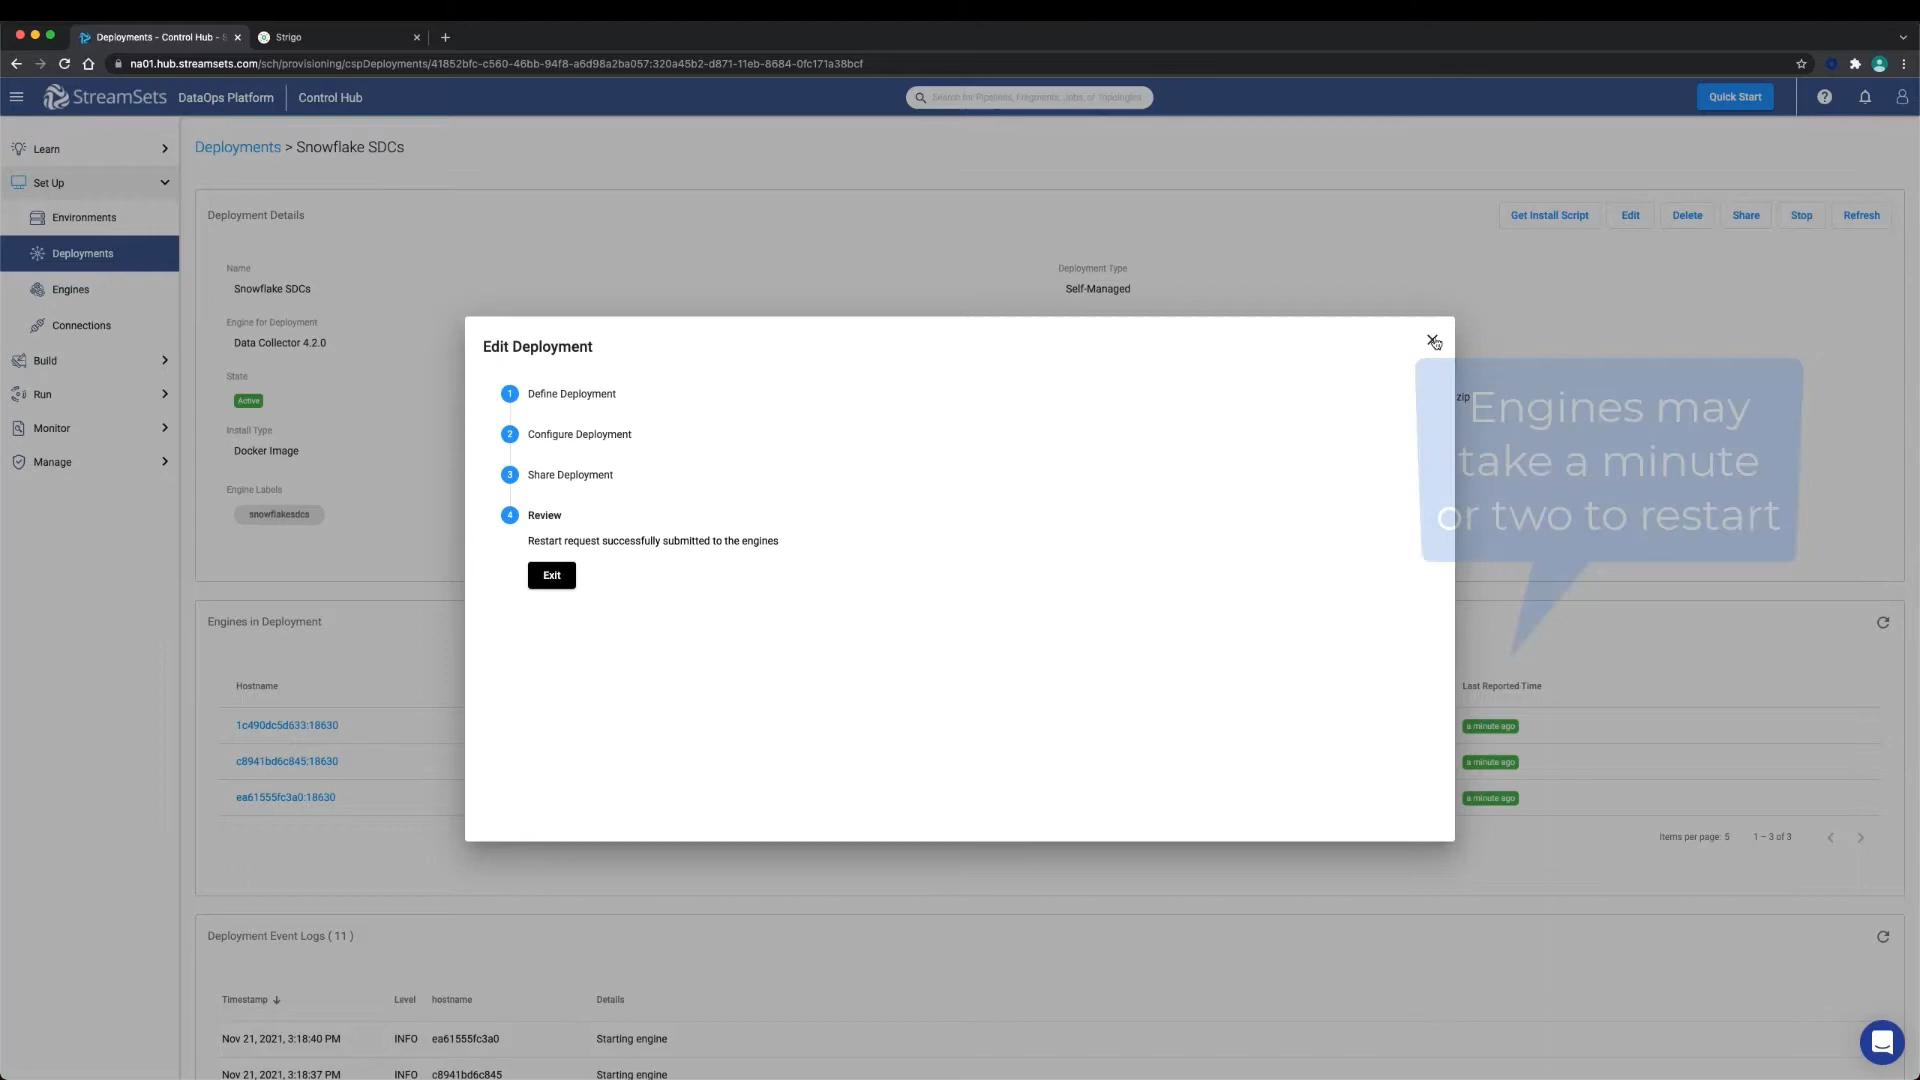 Deployments - Control Hub - S
Strigo
na01.hub.streamsets.com/sch/provisioning/cspDeployments/41852bfc-c560-46bb-94f8-a6d98a2ba057:320a45b2-d871-11eb-8684-0fc171a38bcf
StreamSets DataOps Platform Control Hub
Search for Pipelines, Fragments, Jobs, or Topologies
Quick Start
Learn
Set Up
Environments
Deployments
Engines
Connections
Build
Run
Monitor
Manage
Deployments > Snowflake SDCs
Deployment Details
Get Install Script Edit Delete Share Stop Refresh
Name
Snowflake SDCs
Deployment Type
Self-Managed
Engine for Deployment
Data Collector 4.2.0
State
Active
Install Type
Docker Image
Engine Labels
snowflakesdcs
zip
Edit Deployment
1 Define Deployment
2 Configure Deployment
3 Share Deployment
4 Review
Restart request successfully submitted to the engines
Exit
Engines may
take a minute
or two to restart
Engines in Deployment
Hostname
Last Reported Time
1c490dc5d633:18630
a minute ago
c8941bd6c845:18630
a minute ago
ea61555fc3a0:18630
a minute ago
Items per page: 5 1 – 3 of 3
Deployment Event Logs ( 11 )
Timestamp Level hostname Details
Nov 21, 2021, 3:18:40 PM INFO ea61555fc3a0 Starting engine
Nov 21, 2021, 3:18:37 PM INFO c8941bd6c845 Starting engine